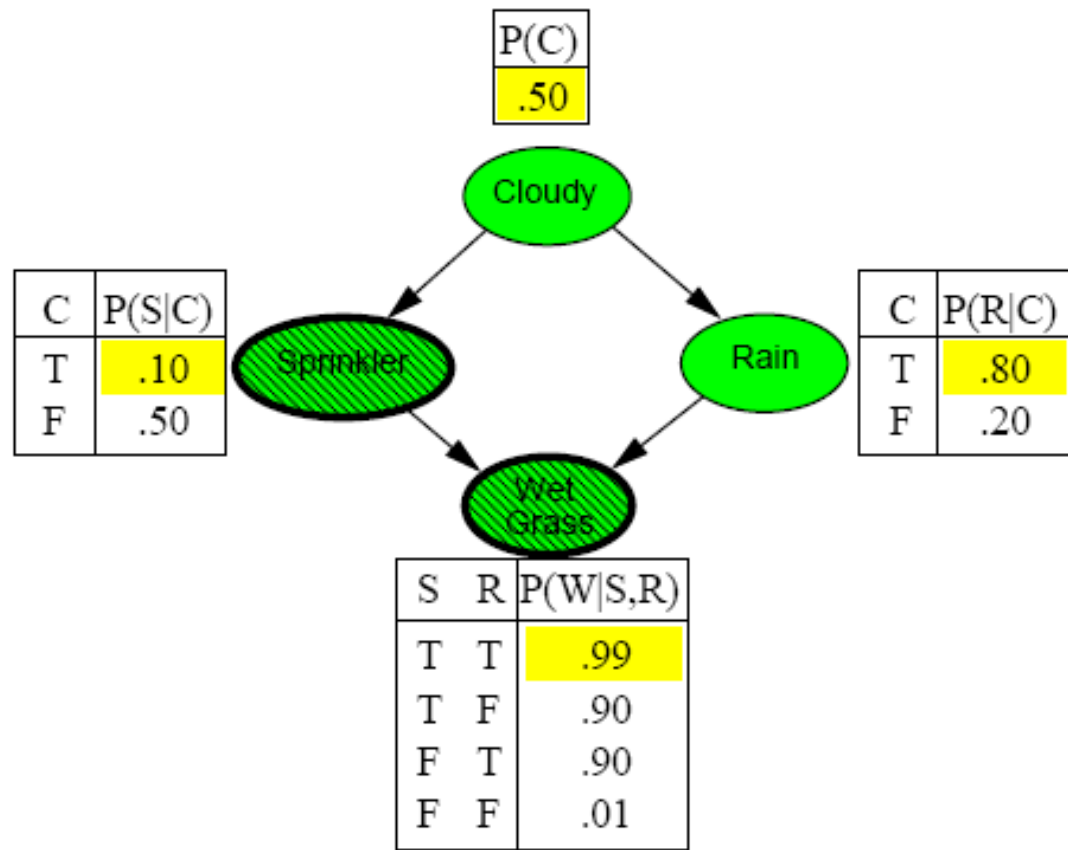 P(C)
.50
Cloudy
C P(S|C)
T .10
F .50
Sprinkler
Rain
C P(R|C)
T .80
F .20
Wet
Grass
S R P(W|S,R)
T T .99
T F .90
F T .90
F F .01